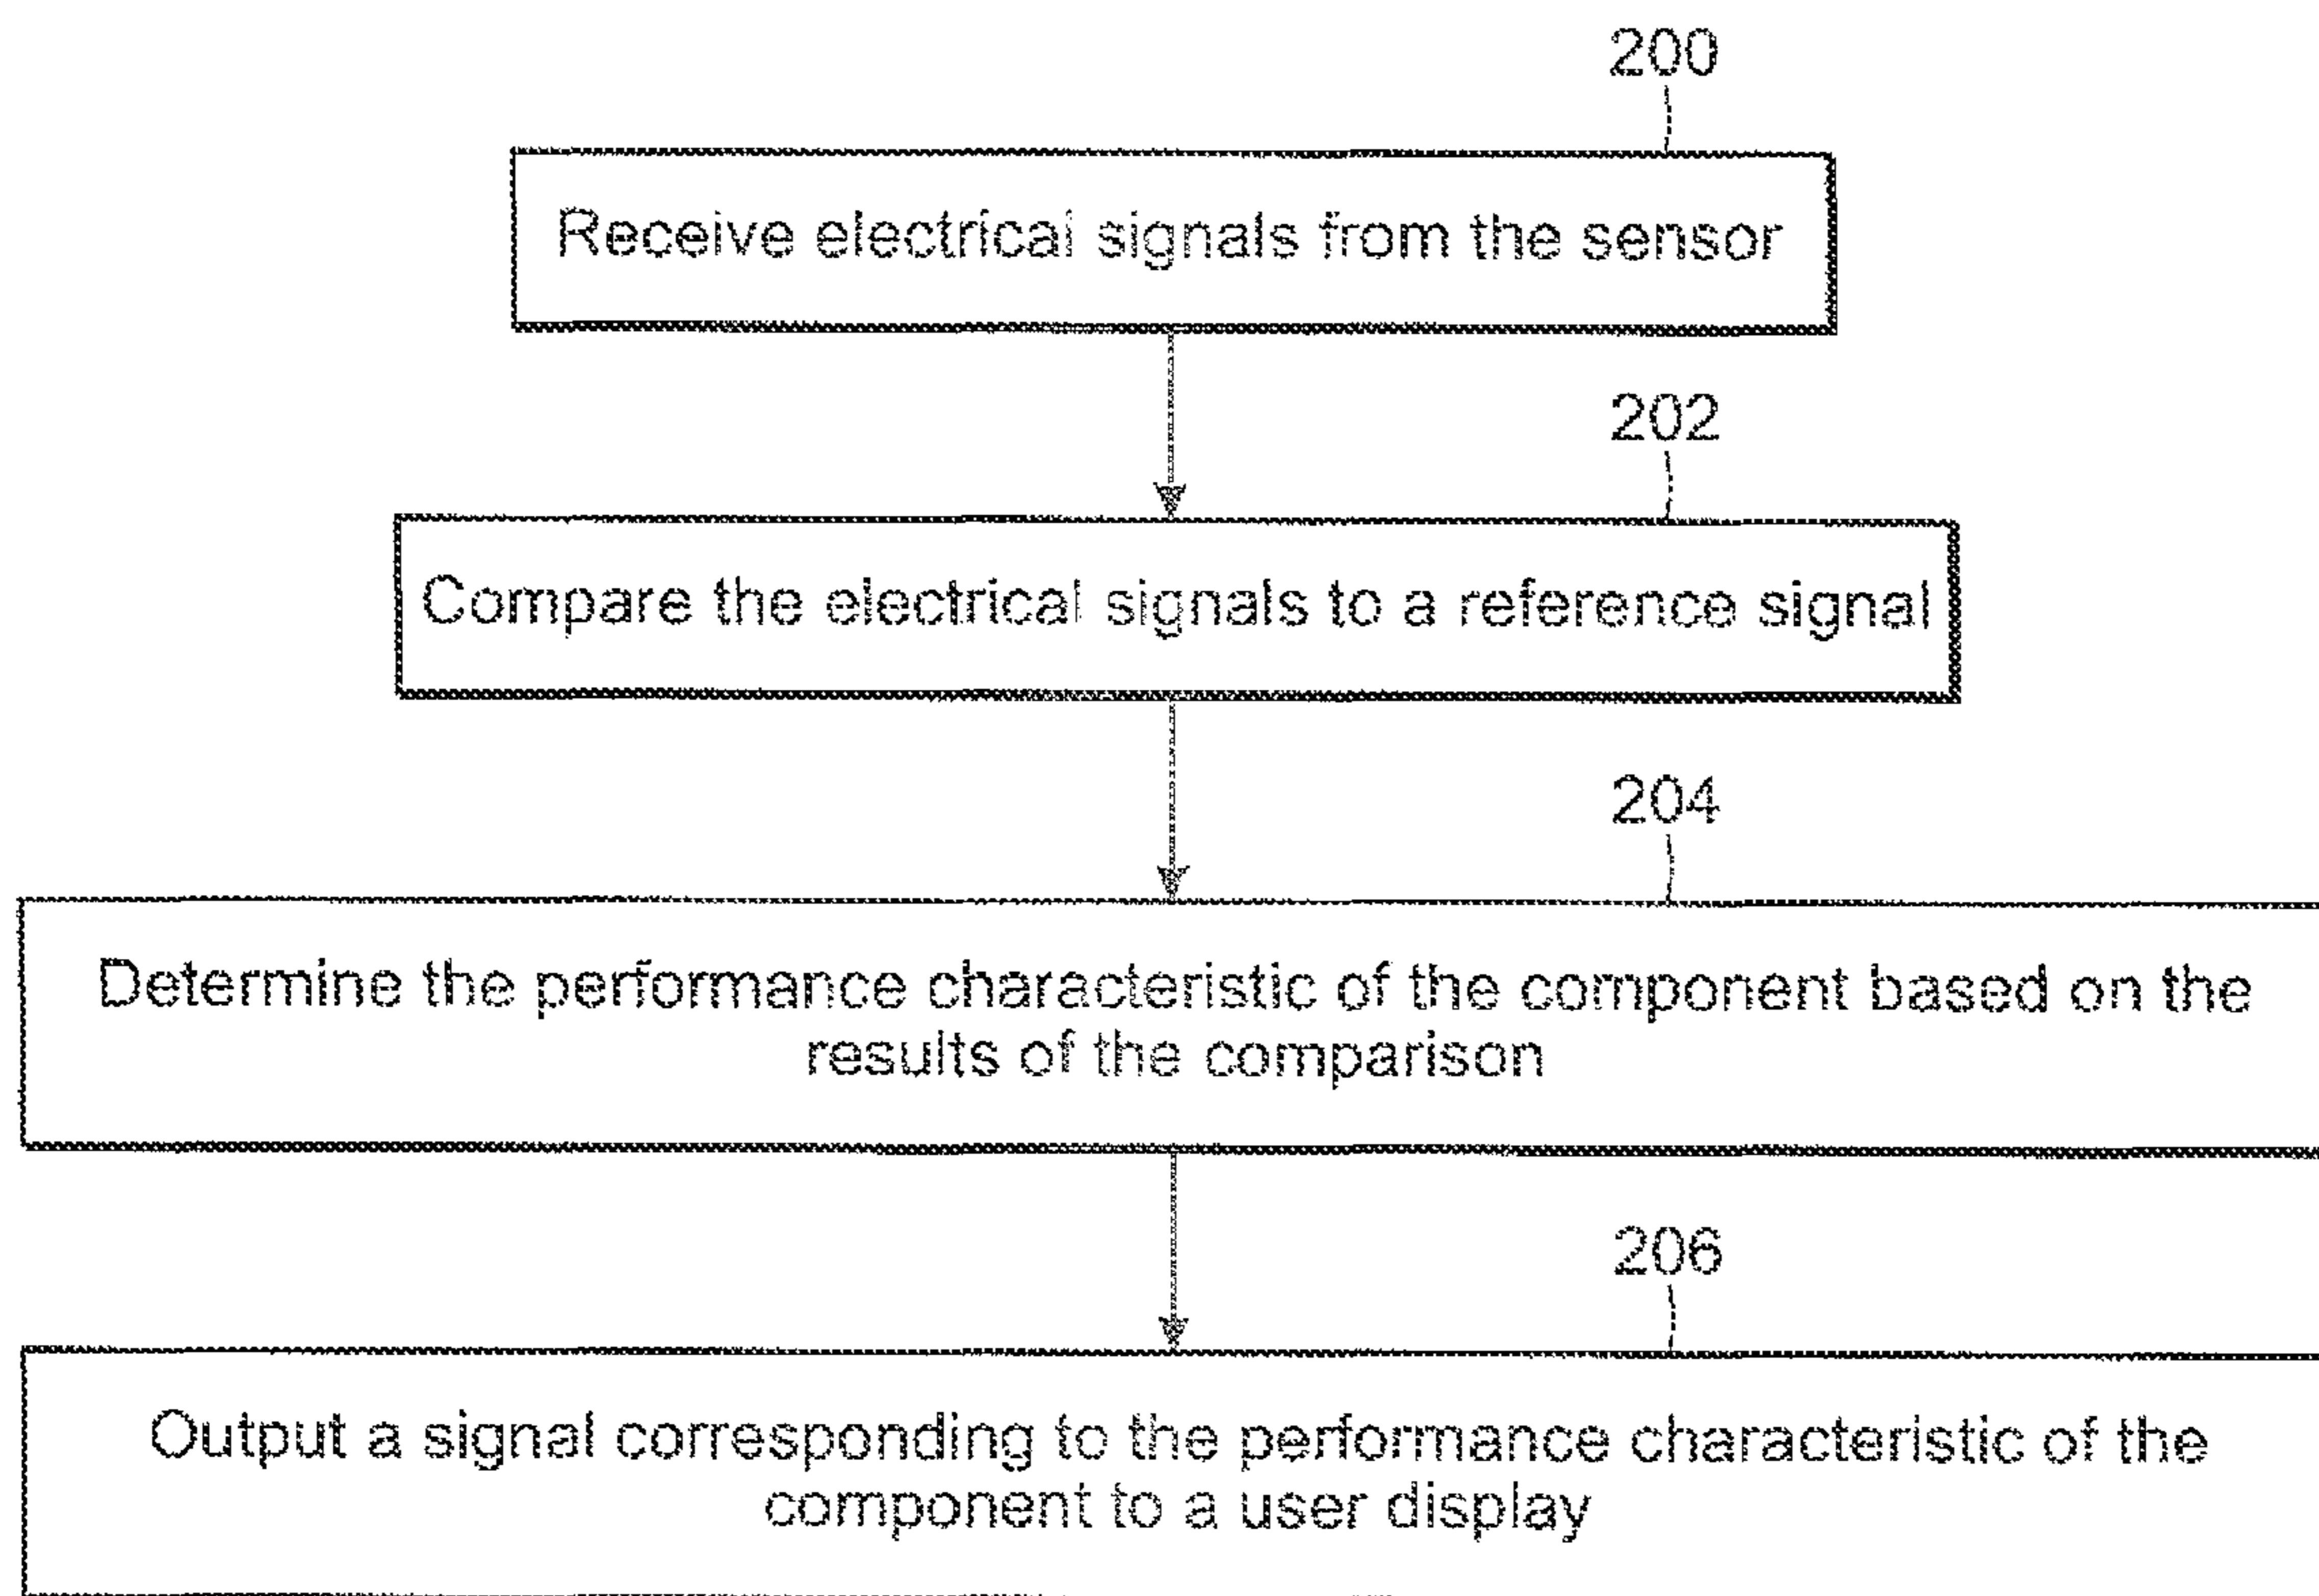 200
Receive electrical signals from the sensor
202
Compare the electrical signals to a reference signal
204
Determine the performance characteristic of the component based on the
results of the comparison
206
Output a signal corresponding to the performance characteristic of the
component to a user display